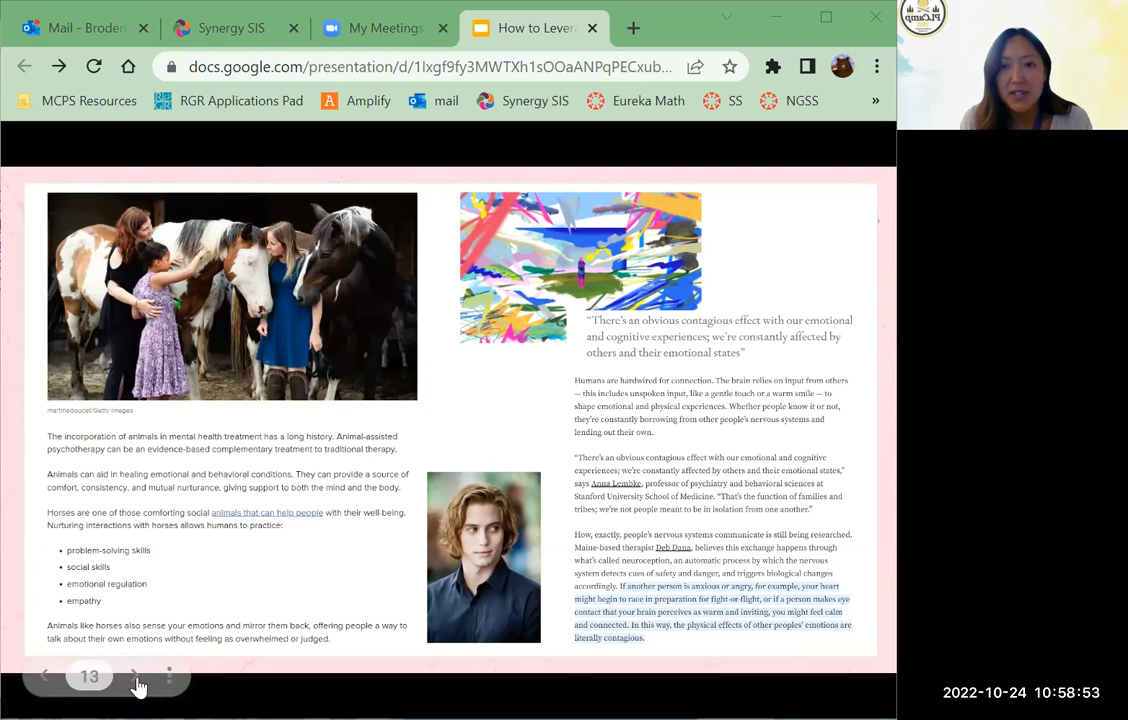 Mail - Broden
Synergy SIS
My Meetings
How to Levera
docs.google.com/presentation/d/1Ixgf9fy3MWTXh1sOOaANPqPECxub...
MCPS Resources
RGR Applications Pad
Amplify
mail
Synergy SIS
Eureka Math
SS
NGSS
»
PLCamp
martinedoucet/Getty Images
The incorporation of animals in mental health treatment has a long history. Animal-assisted
psychotherapy can be an evidence-based complementary treatment to traditional therapy.
Animals can aid in healing emotional and behavioral conditions. They can provide a source of
comfort, consistency, and mutual nurturance, giving support to both the mind and the body.
Horses are one of those comforting social animals that can help people with their well-being.
Nurturing interactions with horses allows humans to practice:
• problem-solving skills
• social skills
• emotional regulation
• empathy
Animals like horses also sense your emotions and mirror them back, offering people a way to
talk about their own emotions without feeling as overwhelmed or judged.
“There's an obvious contagious effect with our emotional
and cognitive experiences; we're constantly affected by
others and their emotional states”
Humans are hardwired for connection. The brain relies on input from others
— this includes unspoken input, like a gentle touch or a warm smile — to
shape emotional and physical experiences. Whether people know it or not,
they're constantly borrowing from other people's nervous systems and
lending out their own.
“There's an obvious contagious effect with our emotional and cognitive
experiences; we're constantly affected by others and their emotional states,”
says Anna Lembke, professor of psychiatry and behavioral sciences at
Stanford University School of Medicine. “That's the function of families and
tribes; we're not people meant to be in isolation from one another.”
How, exactly, people's nervous systems communicate is still being researched.
Maine-based therapist Deb Dana, believes this exchange happens through
what's called neuroception, an automatic process by which the nervous
system detects cues of safety and danger, and triggers biological changes
accordingly. If another person is anxious or angry, for example, your heart
might begin to race in preparation for fight-or-flight, or if a person makes eye
contact that your brain perceives as warm and inviting, you might feel calm
and connected. In this way, the physical effects of other peoples' emotions are
literally contagious.
13
2022-10-24 10:58:53